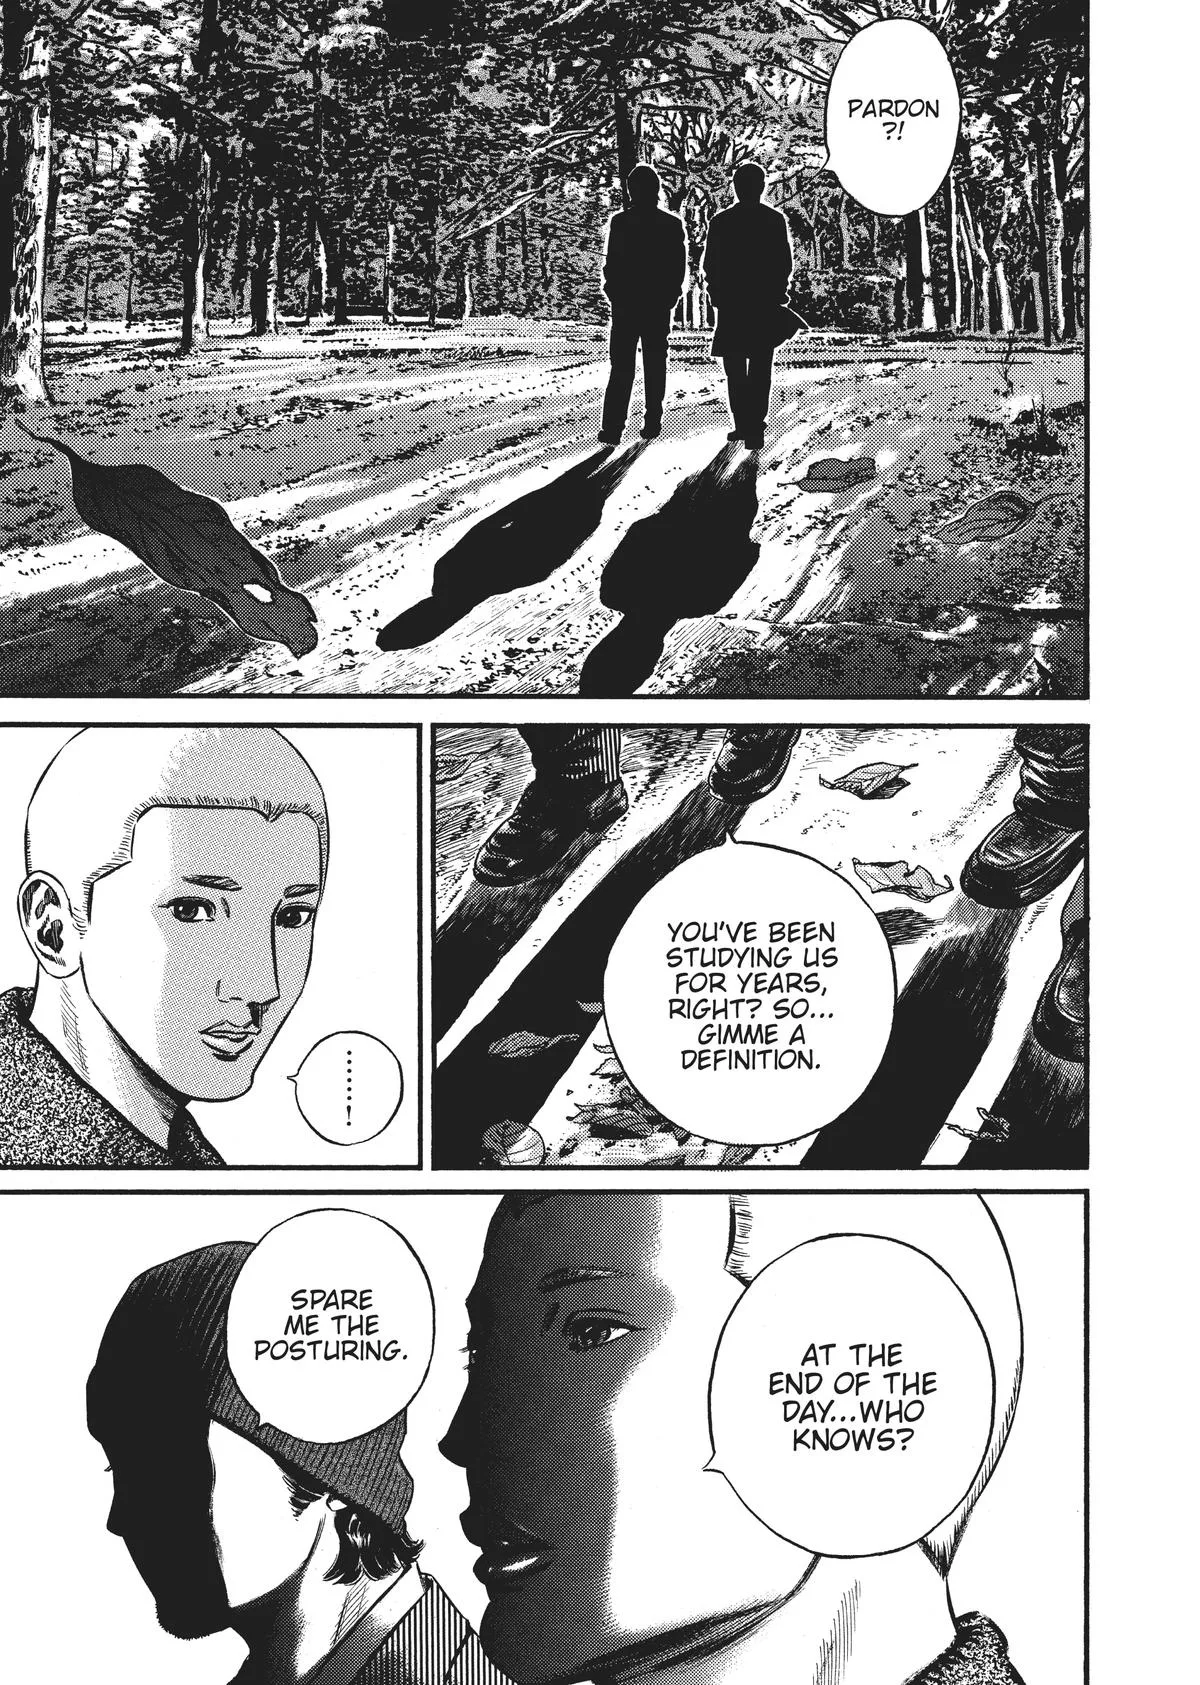 PARDON
?!
YOU'VE BEEN
STUDYING US
FOR YEARS,
RIGHT? SO...
GIMME A
DEFINITION.
......!
AT THE
END OF THE
DAY...WHO
KNOWS?
SPARE
ME THE
POSTURING.